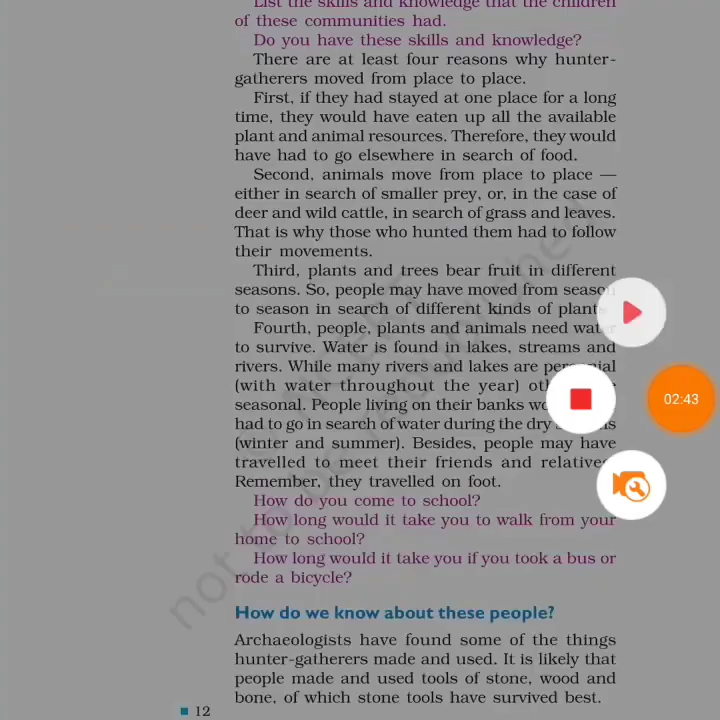 List the skills and knowledge that the children
of these communities had.
Do you have these skills and knowledge?
There are at least four reasons why hunter-
gatherers moved from place to place.
First, if they had stayed at one place for a long
time, they would have eaten up all the available
plant and animal resources. Therefore, they would
have had to go elsewhere in search of food.
Second, animals move from place to place —
either in search of smaller prey, or, in the case of
deer and wild cattle, in search of grass and leaves.
That is why those who hunted them had to follow
their movements.
Third, plants and trees bear fruit in different
seasons. So, people may have moved from season
to season in search of different kinds of plants
Fourth, people, plants and animals need water
to survive. Water is found in lakes, streams and
rivers. While many rivers and lakes are perennial
(with water throughout the year)
seasonal. People living on their banks
had to go in search of water during the dry
(winter and summer). Besides, people may have
travelled to meet their friends and relatives
Remember, they travelled on foot.
How do you come to school?
How long would it take you to walk from your
home to school?
How long would it take you if you took a bus or
rode a bicycle?
How do we know about these people?
Archaeologists have found some of the things
hunter-gatherers made and used. It is likely that
people made and used tools of stone, wood and
bone, of which stone tools have survived best.
12
02:43